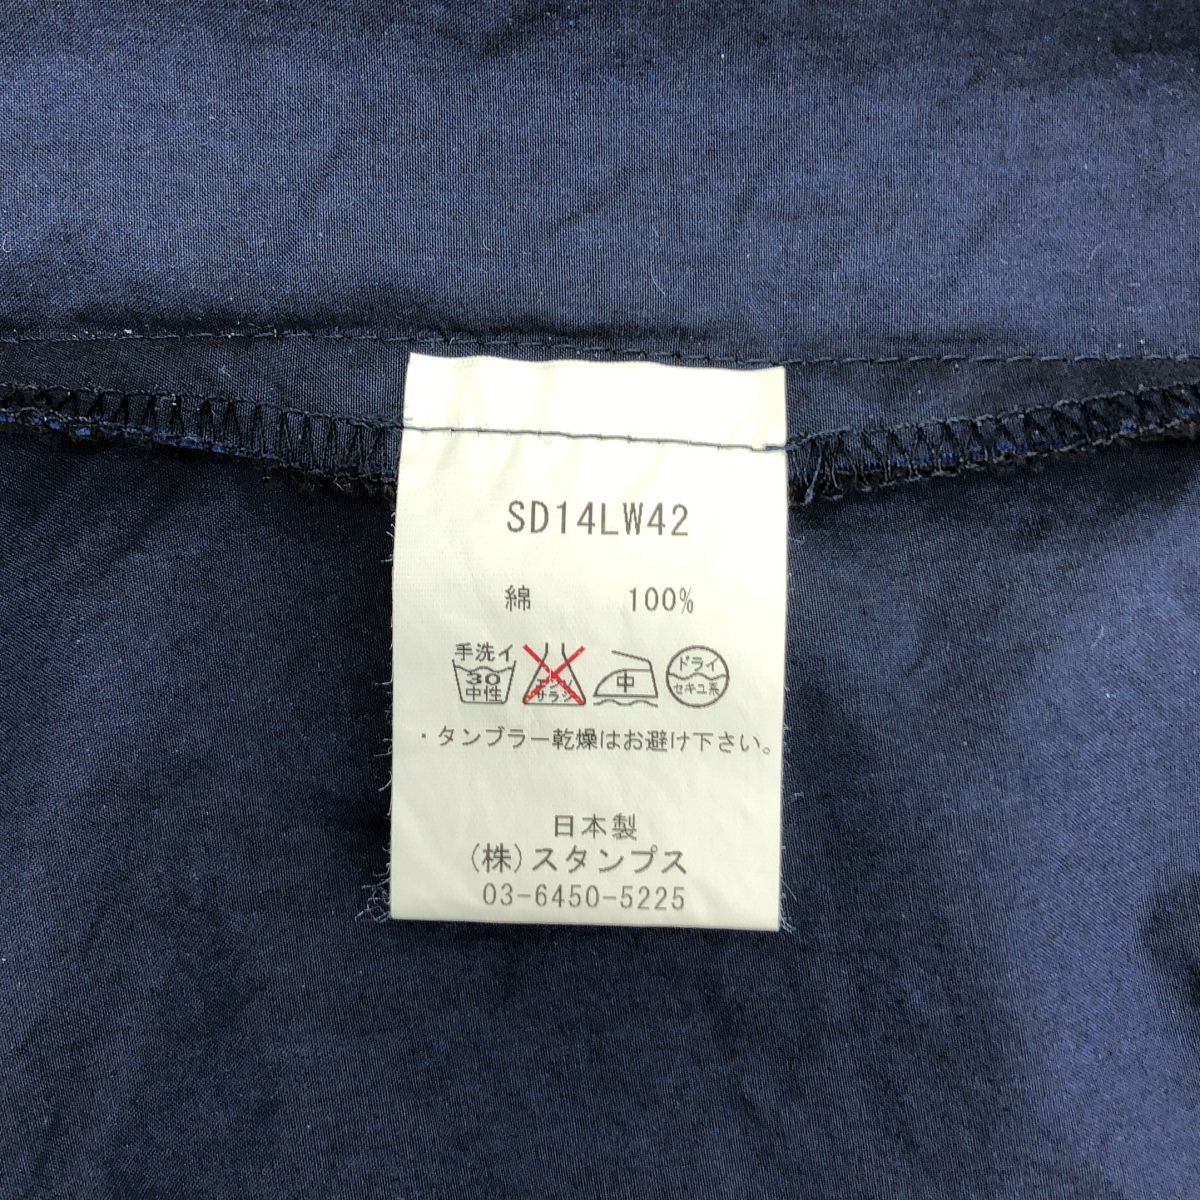 SD14LW42
綿 100%
手洗イ
30
中性
エンソ
サラシ
中
ドライ
セキユ系
・タンブラー乾燥はお避け下さい。
日本製
(株)スタンプス
03-6450-5225